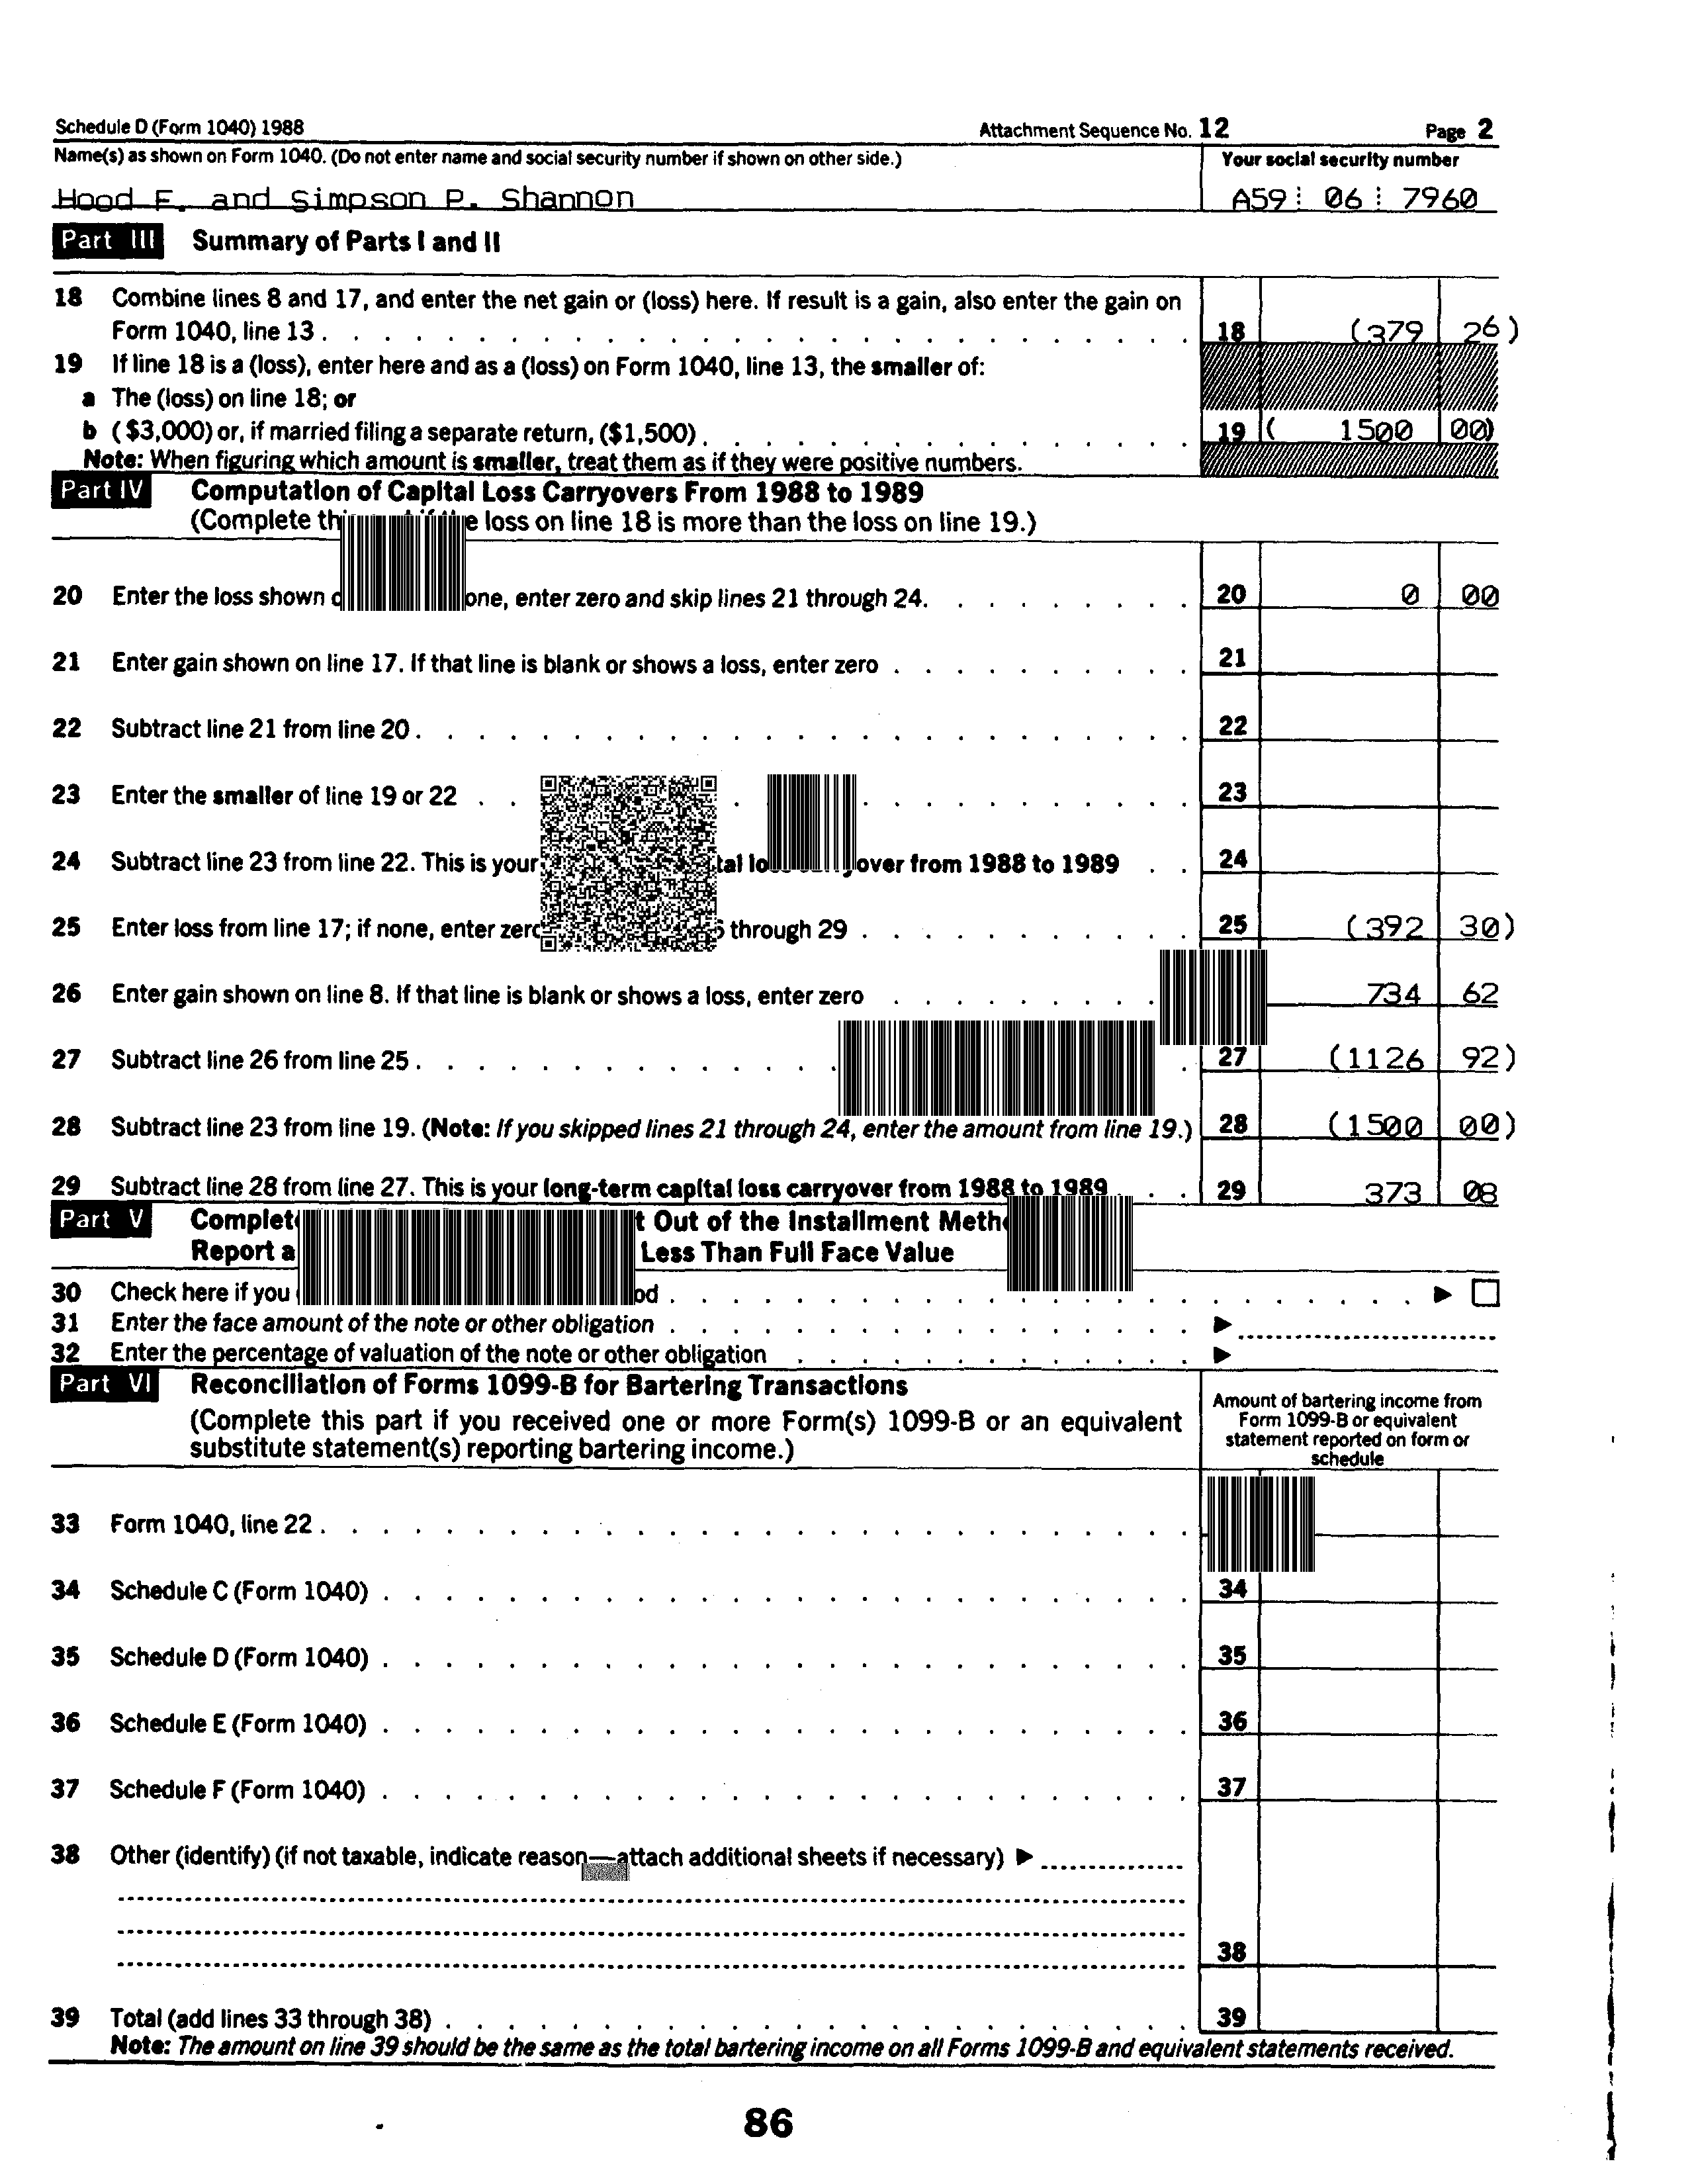 Schedule D (Form 1040) 1988 Attachment Sequence No. 12 Page 2
Name(s) as shown on Form 1040. (Do not enter name and social security number if shown on other side.) Your social security number
Hood F. and Simpson P. Shannon A59 06 7960
Part III Summary of Parts I and II
18 Combine lines 8 and 17, and enter the net gain or (loss) here. If result is a gain, also enter the gain on
Form 1040, line 13 . 18 (379 26)
19 If line 18 is a (loss), enter here and as a (loss) on Form 1040, line 13, the smaller of:
a The (loss) on line 18; or
b ($3,000) or, if married filing a separate return, ($1,500) . 19 ( 1500 00)
Note: When figuring which amount is smaller, treat them as if they were positive numbers.
Part IV Computation of Capital Loss Carryovers From 1988 to 1989
(Complete loss on line 18 is more than the loss on line 19.)
20 Enter the loss shown enter zero and skip lines 21 through 24. 20 0 00
21 Enter gain shown on line 17. If that line is blank or shows a loss, enter zero . 21
22 Subtract line 21 from line 20 . 22
23 Enter the smaller of line 19 or 22 . 23
24 Subtract line 23 from line 22. This is your from 1988 to 1989 . 24
25 Enter loss from line 17; if none, enter through 29 . 25 (392 30)
26 Enter gain shown on line 8. If that line is blank or shows a loss, enter zero . 734 62
27 Subtract line 26 from line 25 . 27 (1126 92)
28 Subtract line 23 from line 19. (Note: If you skipped lines 21 through 24, enter the amount from line 19.) 28 (1500 00)
29 Subtract line 28 from line 27. This is your long-term capital loss carryover from 1988 to 1989 . 29 373 08
Part V Out of the Installment
Report Less Than Full Face Value
30 Check here if you
31 Enter the face amount of the note or other obligation .
32 Enter the percentage of valuation of the note or other obligation .
Part VI Reconciliation of Forms 1099-B for Bartering Transactions
(Complete this part if you received one or more Form(s) 1099-B or an equivalent
substitute statement(s) reporting bartering income.)
Amount of bartering income from
Form 1099-B or equivalent
statement reported on form or
schedule
33 Form 1040, line 22 .
34 Schedule C (Form 1040) . 34
35 Schedule D (Form 1040) . 35
36 Schedule E (Form 1040) . 36
37 Schedule F (Form 1040) . 37
38 Other (identify) (if not taxable, indicate reason—attach additional sheets if necessary)
38
39 Total (add lines 33 through 38) . 39
Note: The amount on line 39 should be the same as the total bartering income on all Forms 1099-B and equivalent statements received.
86